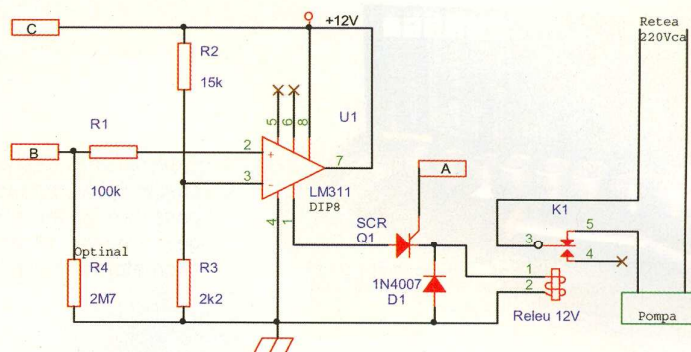 C
+12V
Retea
220Vca
R2
15k
5
6
8
U1
R1
B
2
+
7
100k
3
-
LM311
DIP8
A
4
1
SCR
Q1
K1
5
3
4
Optinal
R4
2M7
R3
2k2
1N4007
D1
1
2
Releu 12V
Pompa